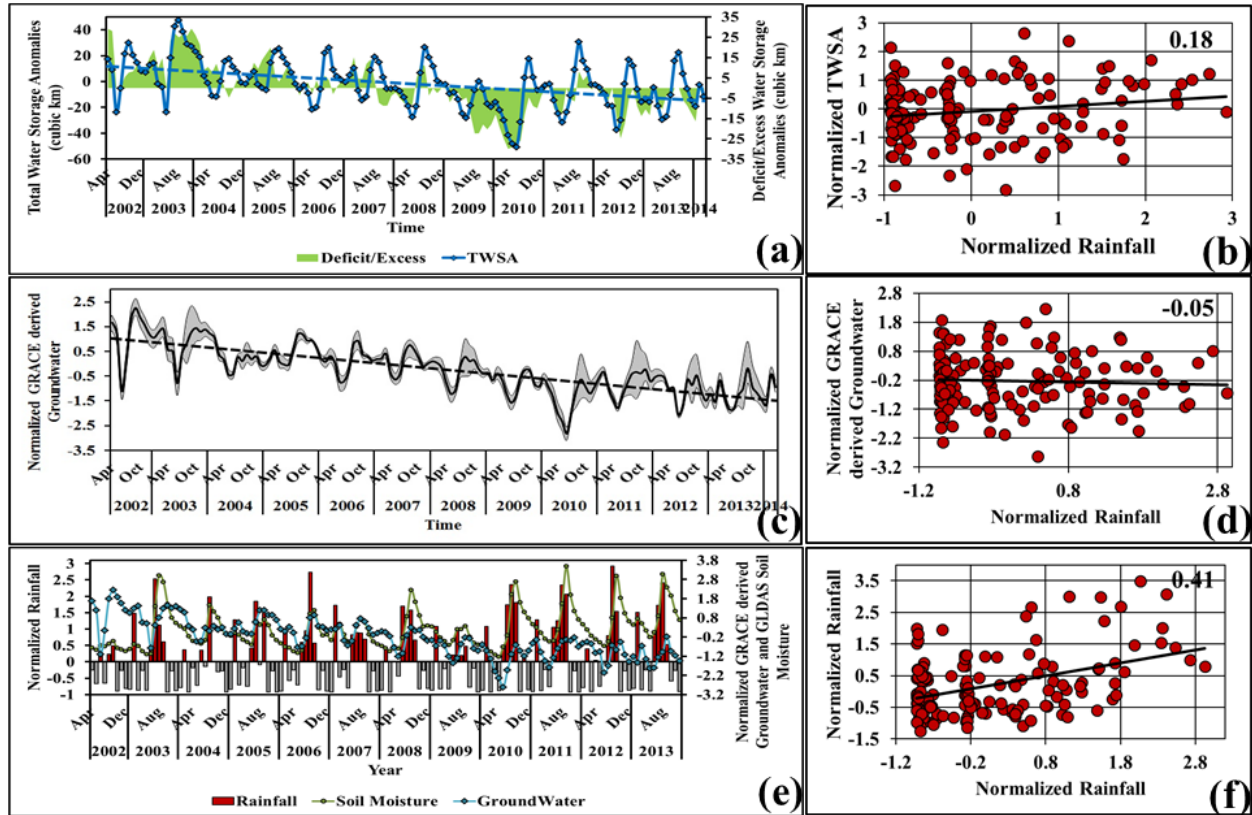 Total Water Storage Anomalies
(cubic km)
40
20
0
-20
-40
-60
35
25
15
5
-5
-15
-25
-35
Deficit/Excess Water Storage
Anomalies (cubic km)
Apr Dec Aug Apr Dec Aug Apr Dec Aug Apr Dec Aug Apr Dec Aug Apr Dec Aug
2002 2003 2004 2005 2006 2007 2008 2009 2010 2011 2012 2013 2014
Time
Deficit/Excess TWSA
(a)
Normalized TWSA
3
2
1
0
-1
-2
-3
0.18
-1 0 1 2 3
Normalized Rainfall
(b)
Normalized GRACE derived
Groundwater
2.5
1.5
0.5
-0.5
-1.5
-2.5
-3.5
Apr Oct Apr Oct Apr Oct Apr Oct Apr Oct Apr Oct Apr Oct Apr Oct Apr Oct Apr Oct Apr Oct Apr Oct
2002 2003 2004 2005 2006 2007 2008 2009 2010 2011 2012 2013 2014
Time
(c)
Normalized GRACE
derived Groundwater
2.8
1.8
0.8
-0.2
-1.2
-2.2
-3.2
-0.05
-1.2 0.8 2.8
Normalized Rainfall
(d)
Normalized Rainfall
3
2.5
2
1.5
1
0.5
0
-0.5
-1
3.8
2.8
1.8
0.8
-0.2
-1.2
-2.2
-3.2
Normalized GRACE derived
Groundwater and GLDAS Soil
Moisture
Apr Dec Aug Apr Dec Aug Apr Dec Aug Apr Dec Aug Apr Dec Aug Apr Dec Aug
2002 2003 2004 2005 2006 2007 2008 2009 2010 2011 2012 2013
Year
Rainfall Soil Moisture GroundWater
(e)
Normalized Rainfall
3.5
2.5
1.5
0.5
-0.5
-1.5
0.41
-1.2 -0.2 0.8 1.8 2.8
Normalized Rainfall
(f)